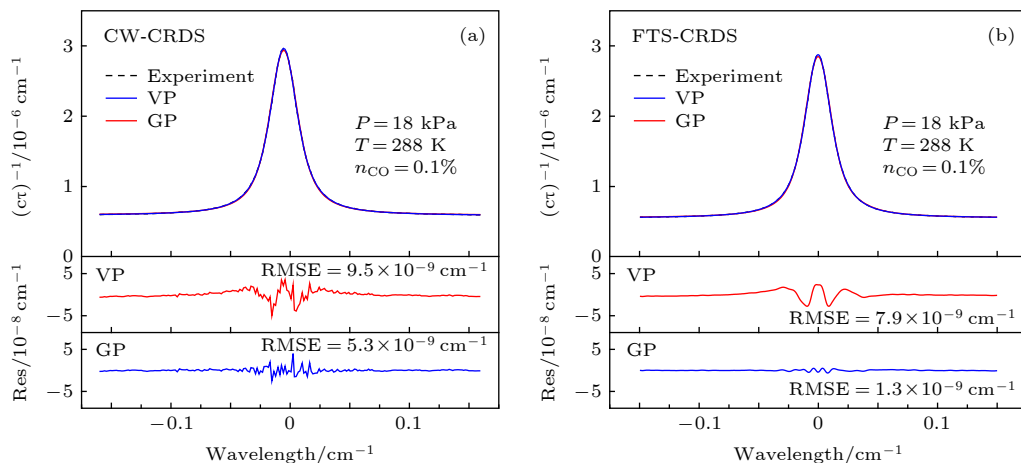 CW-CRDS
(a)
3
2
1
0
(cτ)⁻¹/10⁻⁶ cm⁻¹
Experiment
VP
GP
P = 18 kPa
T = 288 K
n_CO = 0.1%
VP
RMSE = 9.5×10⁻⁹ cm⁻¹
5
−5
GP
RMSE = 5.3×10⁻⁹ cm⁻¹
5
−5
Res/10⁻⁸ cm⁻¹
−0.1
0
0.1
Wavelength/cm⁻¹
FTS-CRDS
(b)
3
2
1
0
(cτ)⁻¹/10⁻⁶ cm⁻¹
Experiment
VP
GP
P = 18 kPa
T = 288 K
n_CO = 0.1%
VP
RMSE = 7.9×10⁻⁹ cm⁻¹
5
−5
GP
RMSE = 1.3×10⁻⁹ cm⁻¹
5
−5
Res/10⁻⁸ cm⁻¹
−0.1
0
0.1
Wavelength/cm⁻¹